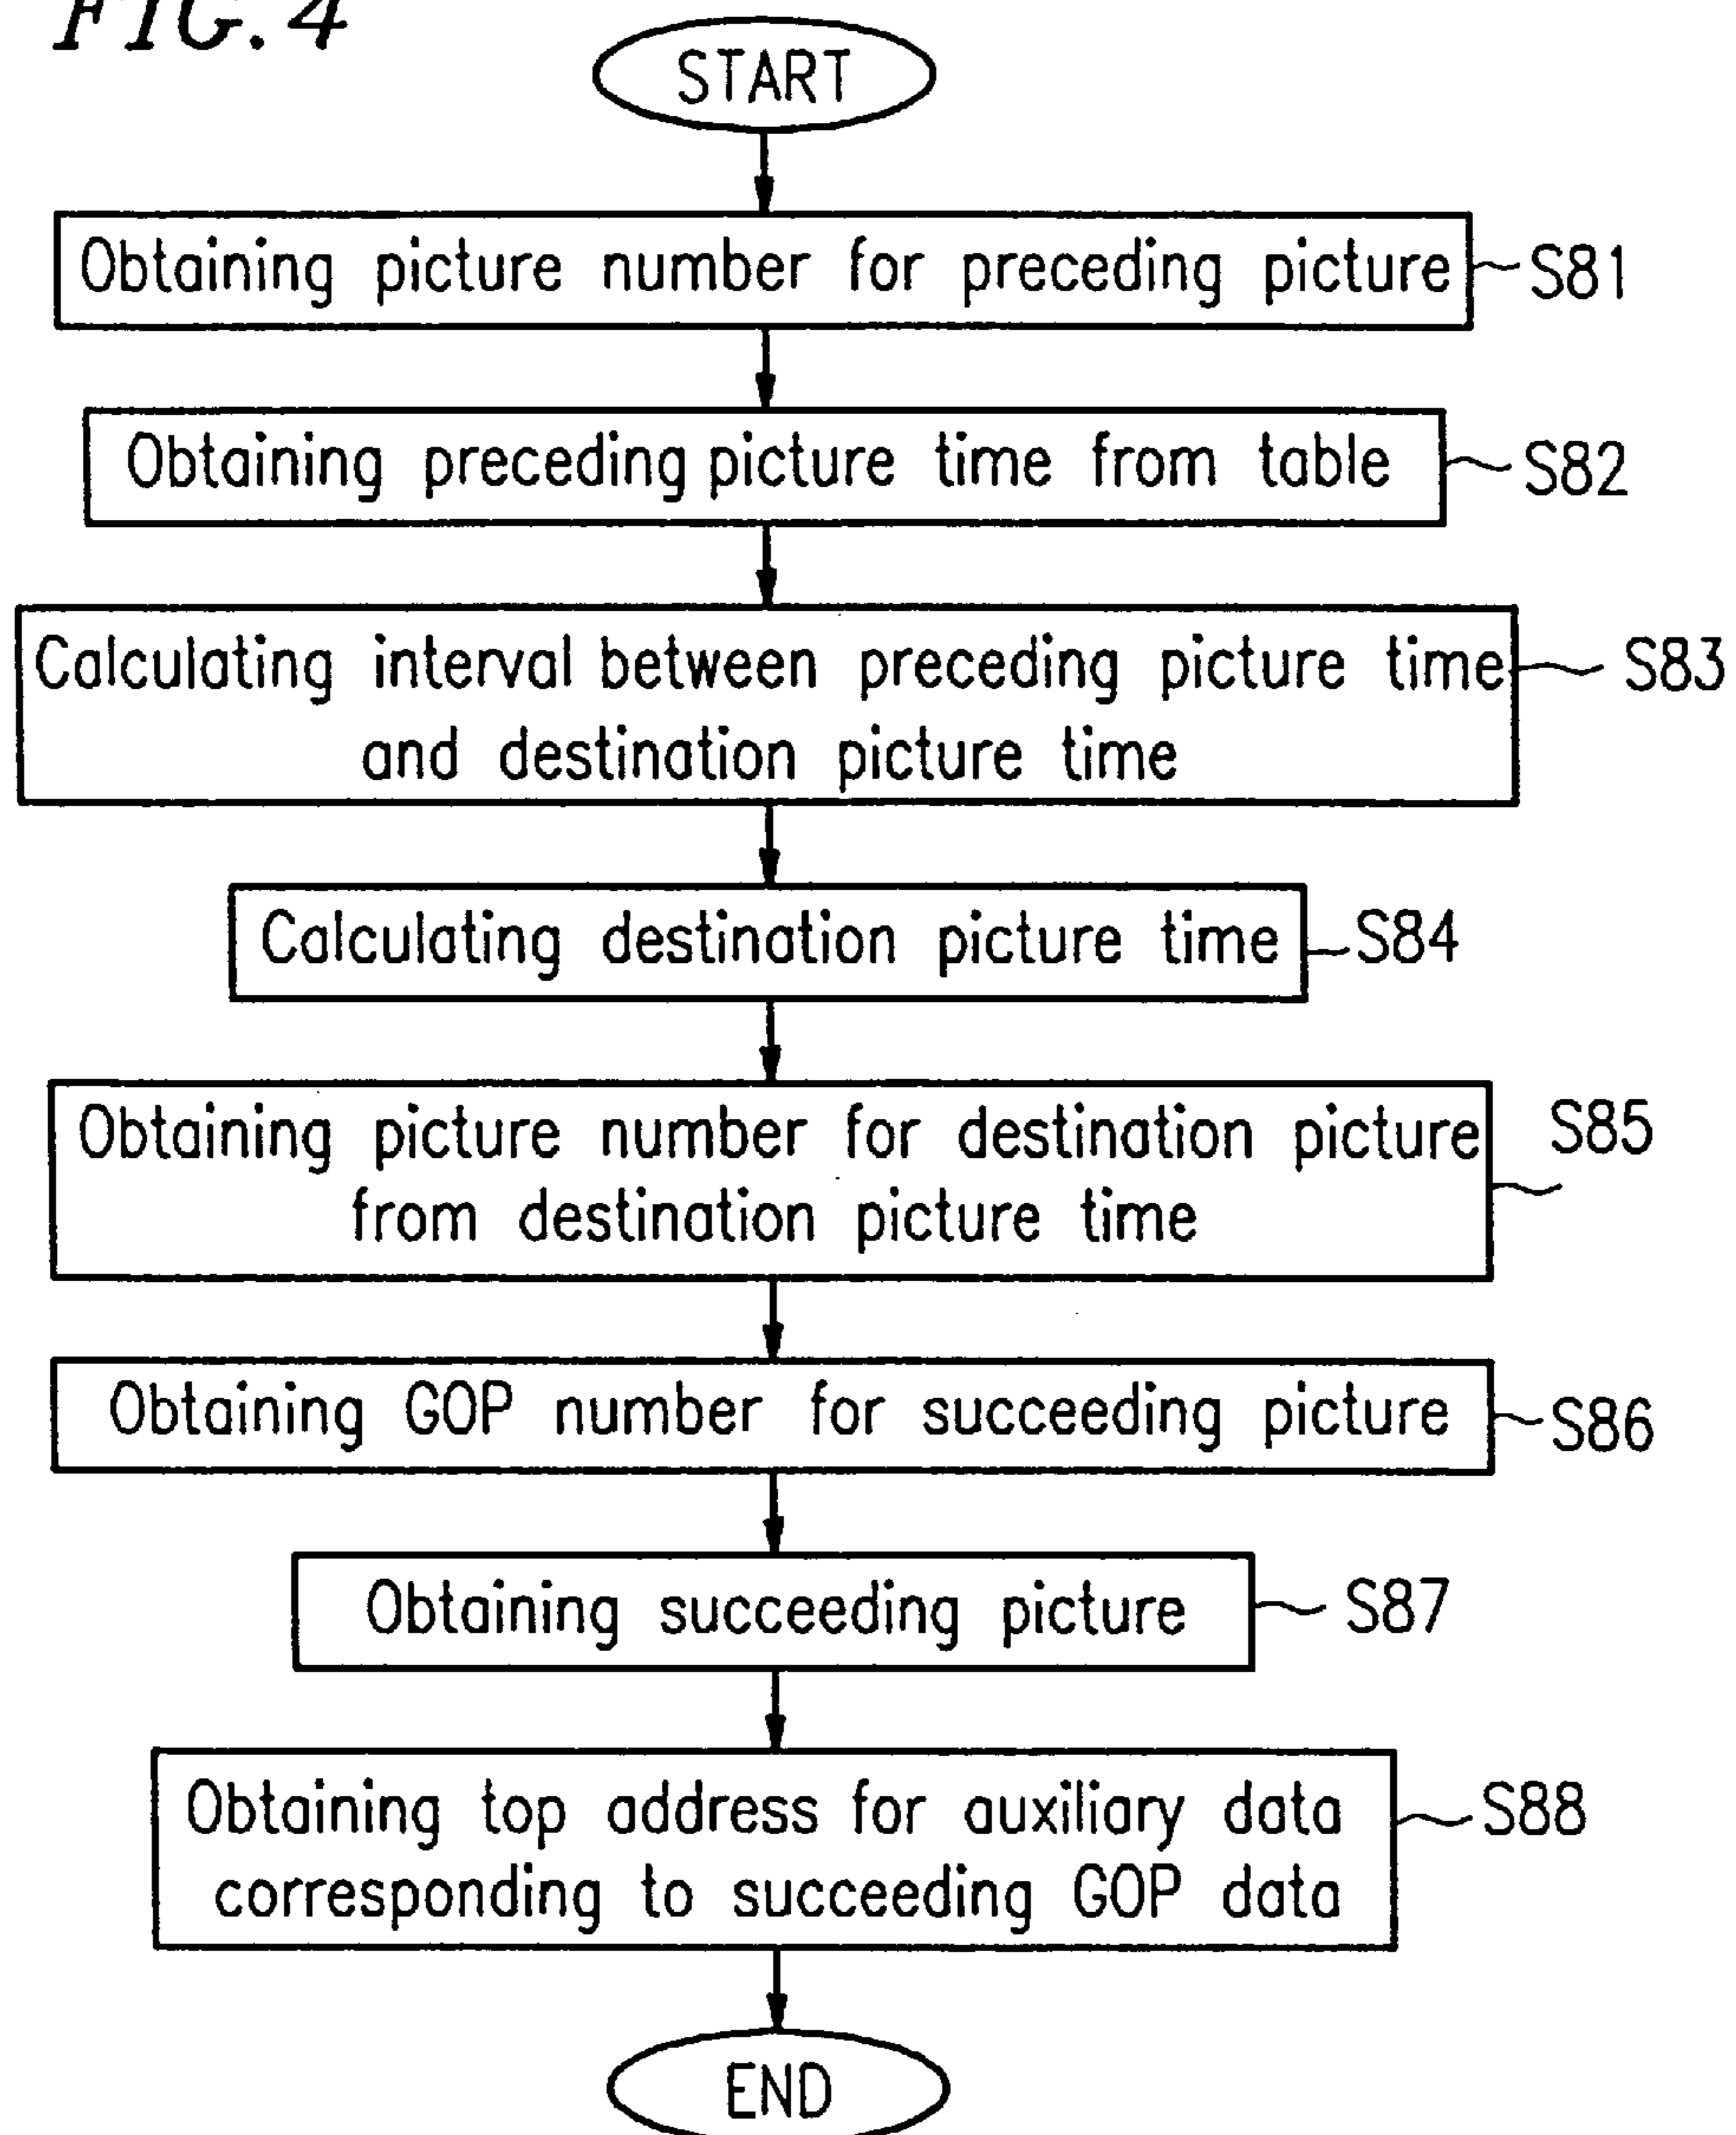 FIG. 4
START
Obtaining picture number for preceding picture
S81
Obtaining preceding picture time from table
S82
Calculating interval between preceding picture time
and destination picture time
S83
Calculating destination picture time
S84
Obtaining picture number for destination picture
from destination picture time
S85
Obtaining GOP number for succeeding picture
S86
Obtaining succeeding picture
S87
Obtaining top address for auxiliary data
corresponding to succeeding GOP data
S88
END